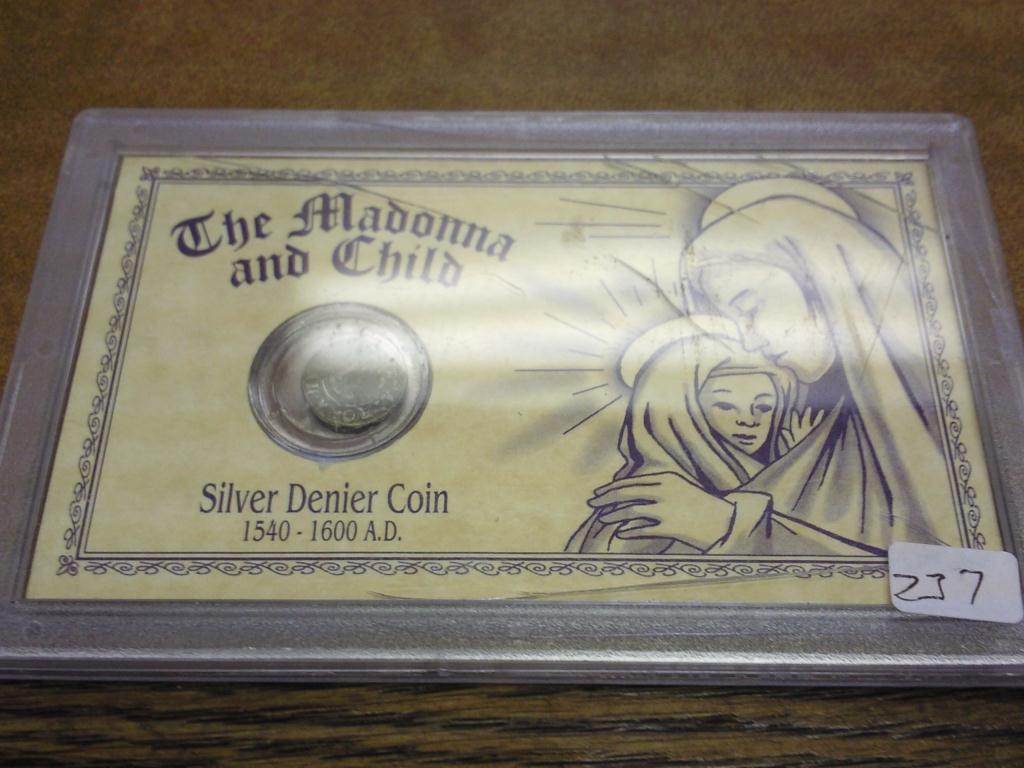 The Madonna
and Child
Silver Denier Coin
1540 - 1600 A.D.
237